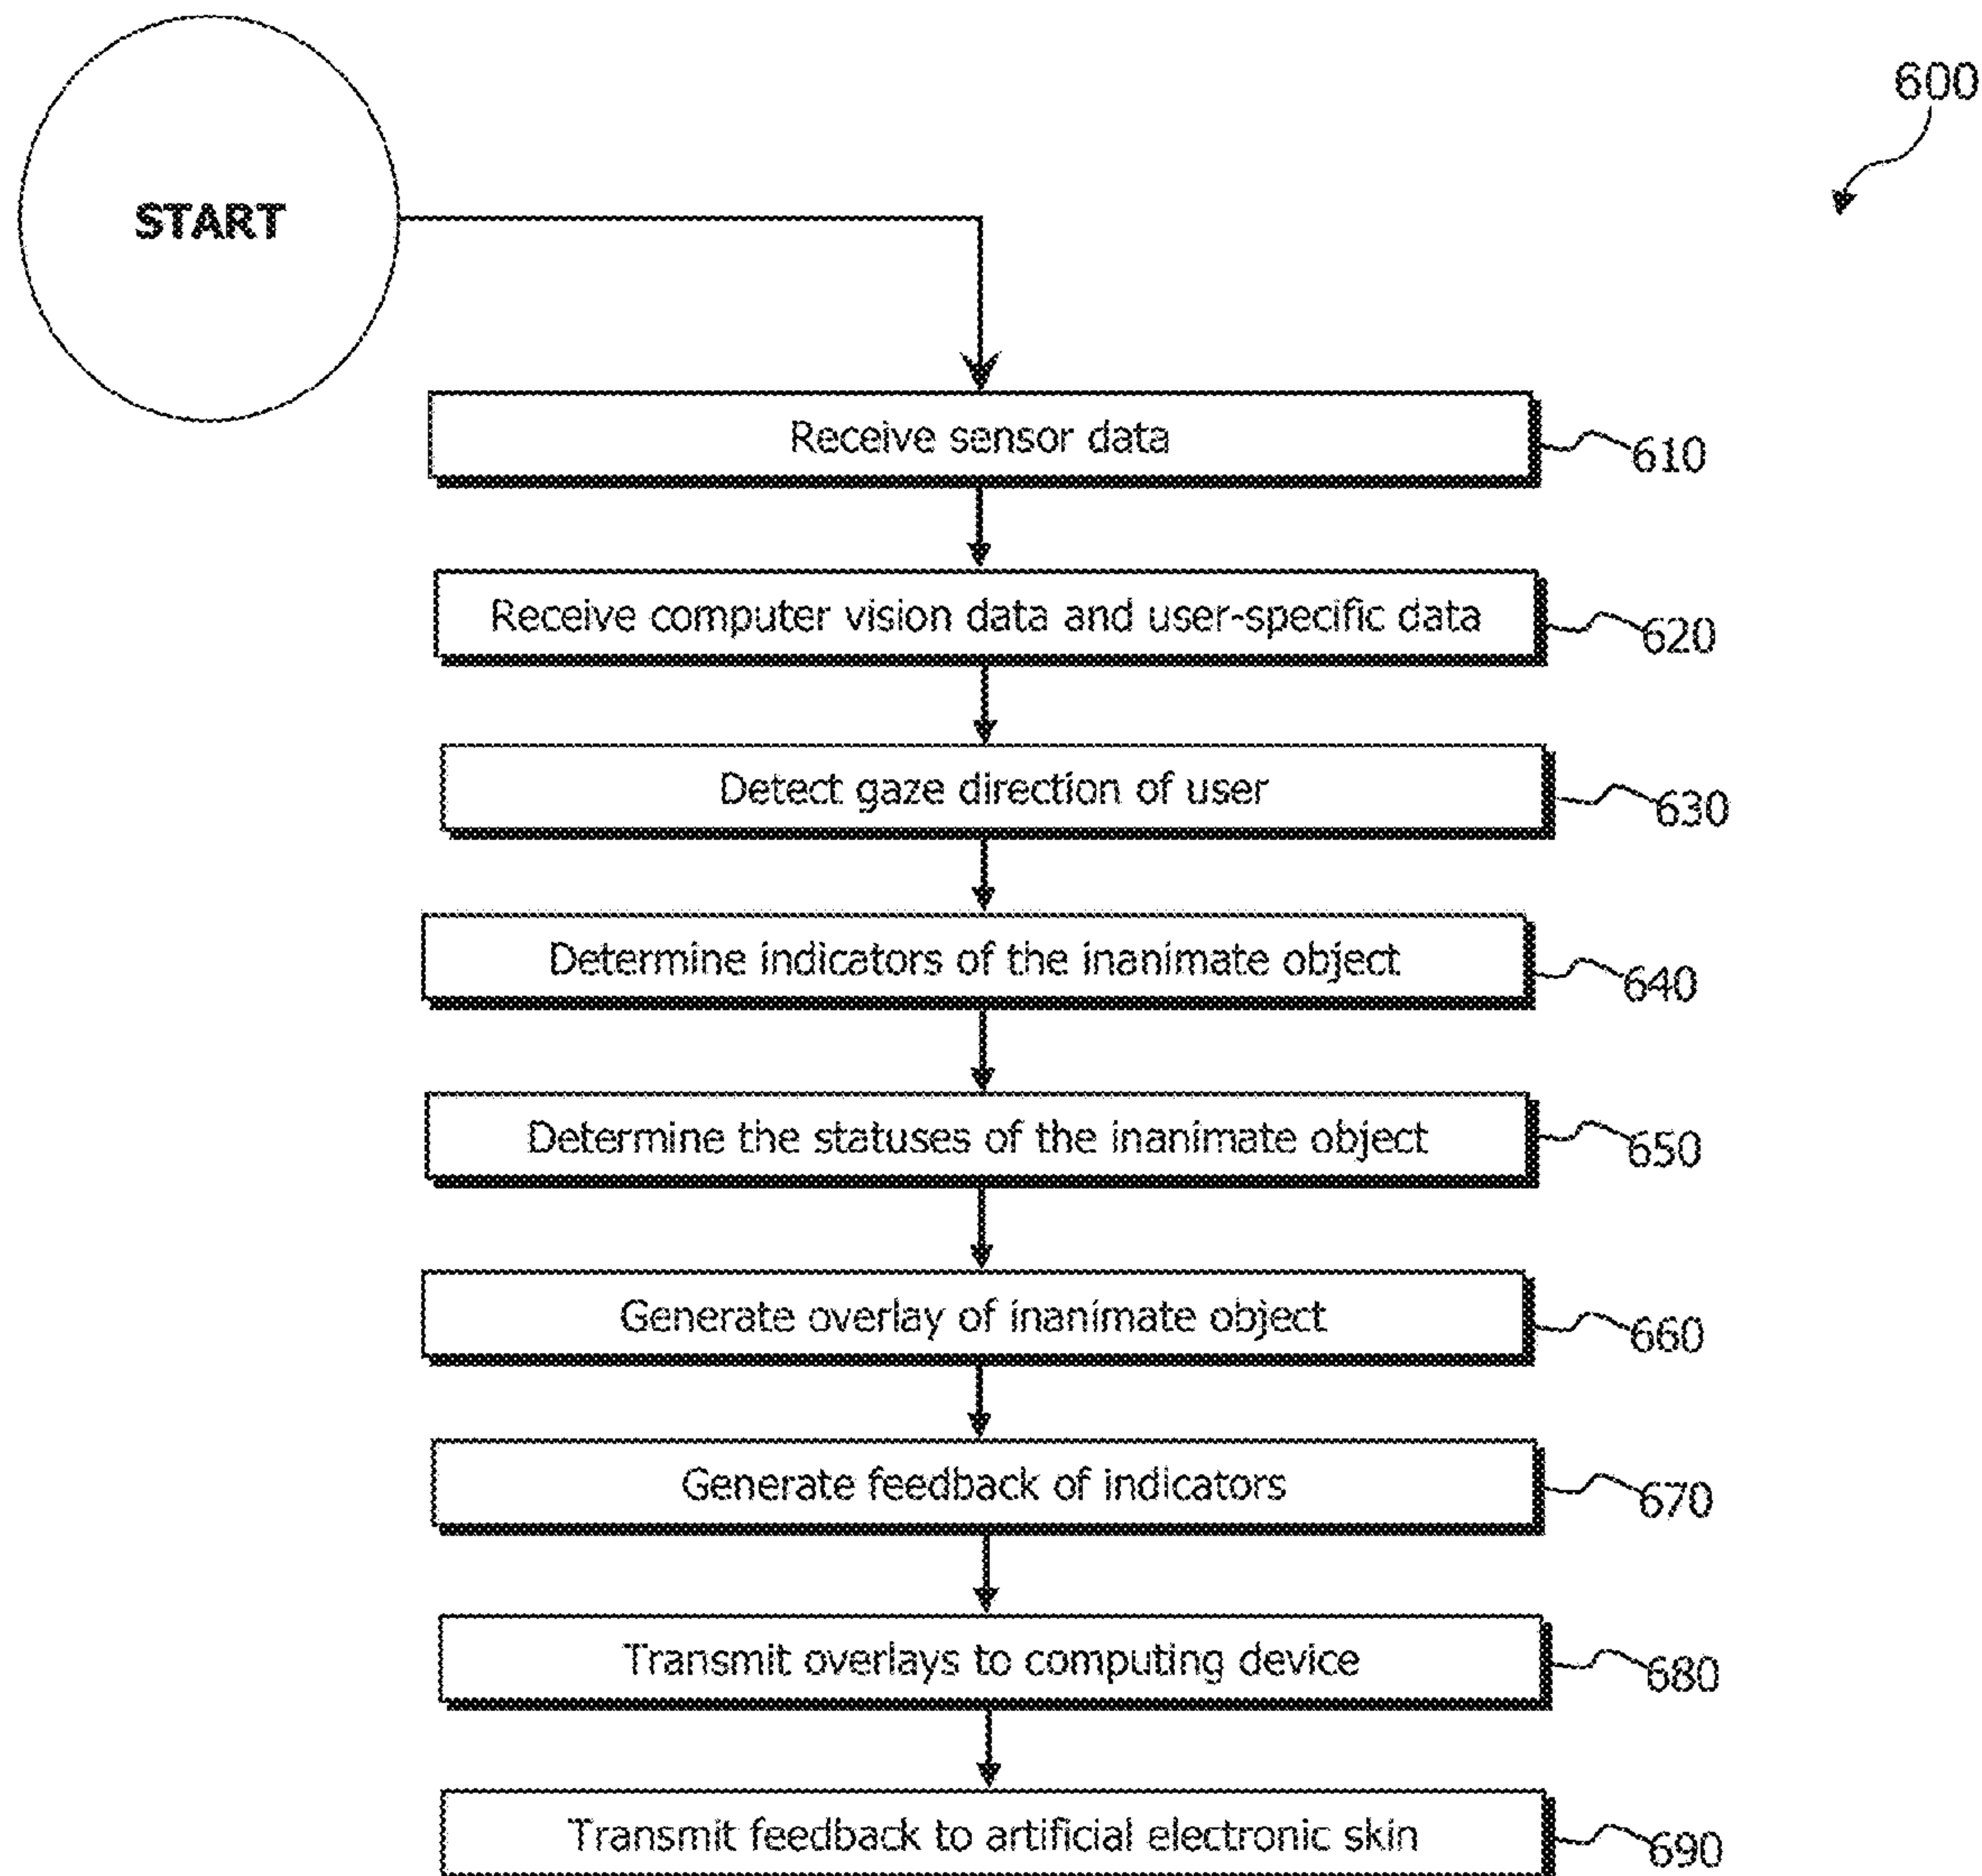 600
START
Receive sensor data
610
Receive computer vision data and user-specific data
620
Detect gaze direction of user
630
Determine indicators of the inanimate object
640
Determine the statuses of the inanimate object
650
Generate overlay of inanimate object
660
Generate feedback of indicators
670
Transmit overlays to computing device
680
Transmit feedback to artificial electronic skin
690